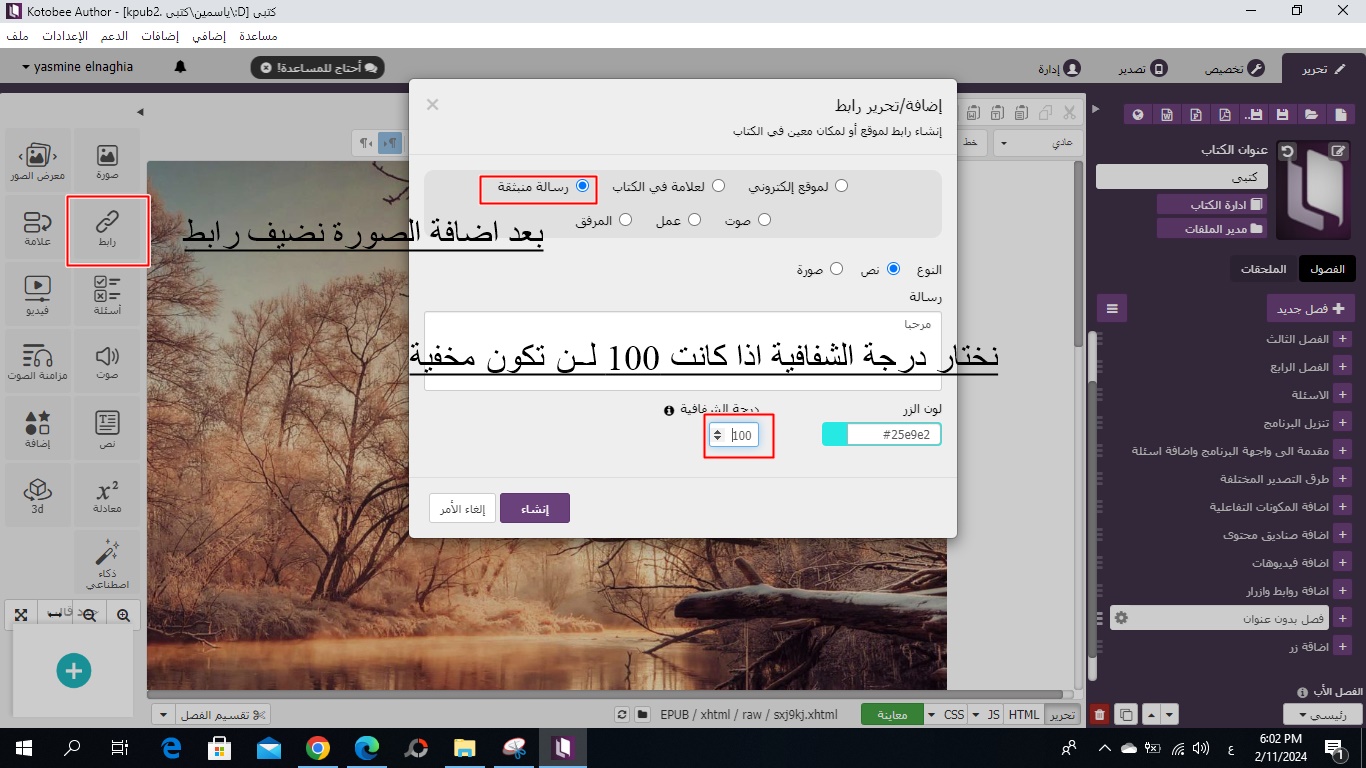 Kotobee Author - [kpub2. كتبى [D:\ياسمين\كتبى
ملف الإعدادات الدعم إضافات إضافي مساعدة
yasmine elnaghia
أحتاج للمساعدة!
إدارة
تصدير
تخصيص
تحرير
إضافة/تحرير رابط
إنشاء رابط لموقع أو لمكان معين في الكتاب
لموقع إلكتروني
لعلامة في الكتاب
رسالة منبثقة
صوت
عمل
المرفق
بعد اضافة الصورة نضيف رابط
النوع
نص
صورة
رسالة
مرحبا
نختار درجة الشفافية اذا كانت 100 لـن تكون مخفية
لون الزر
درجة الشفافية
#25e9e2
100
إنشاء
إلغاء الأمر
خط
عادي
عنوان الكتاب
كتبى
ادارة الكتاب
مدير الملفات
الفصول
الملحقات
فصل جديد
الفصل الثالث
الفصل الرابع
الاسئلة
تنزيل البرنامج
مقدمة الى واجهة البرنامج واضافة اسئلة
طرق التصدير المختلفة
اضافة المكونات التفاعلية
اضافة صناديق محتوى
اضافة فيديوهات
اضافة روابط وازرار
فصل بدون عنوان
اضافة زر
الفصل الأب
رئيسي
صورة
معرض الصور
رابط
علامة
أسئلة
فيديو
صوت
مزامنة الصوت
نص
إضافة
معادلة
3d
ذكاء
اصطناعي
تقسيم الفصل
EPUB / xhtml / raw / sxj9kj.xhtml
معاينة
CSS
JS
HTML
تحرير
ع
6:02 PM
2/11/2024
1